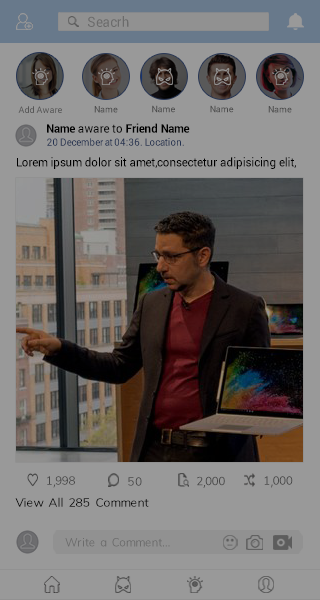 Seacrh
Add Aware Name Name Name Name
Name aware to Friend Name
20 December at 04:36. Location.
Lorem ipsum dolor sit amet,consectetur adipisicing elit,
1,998 50 2,000 1,000
View All 285 Comment
Write a Comment...